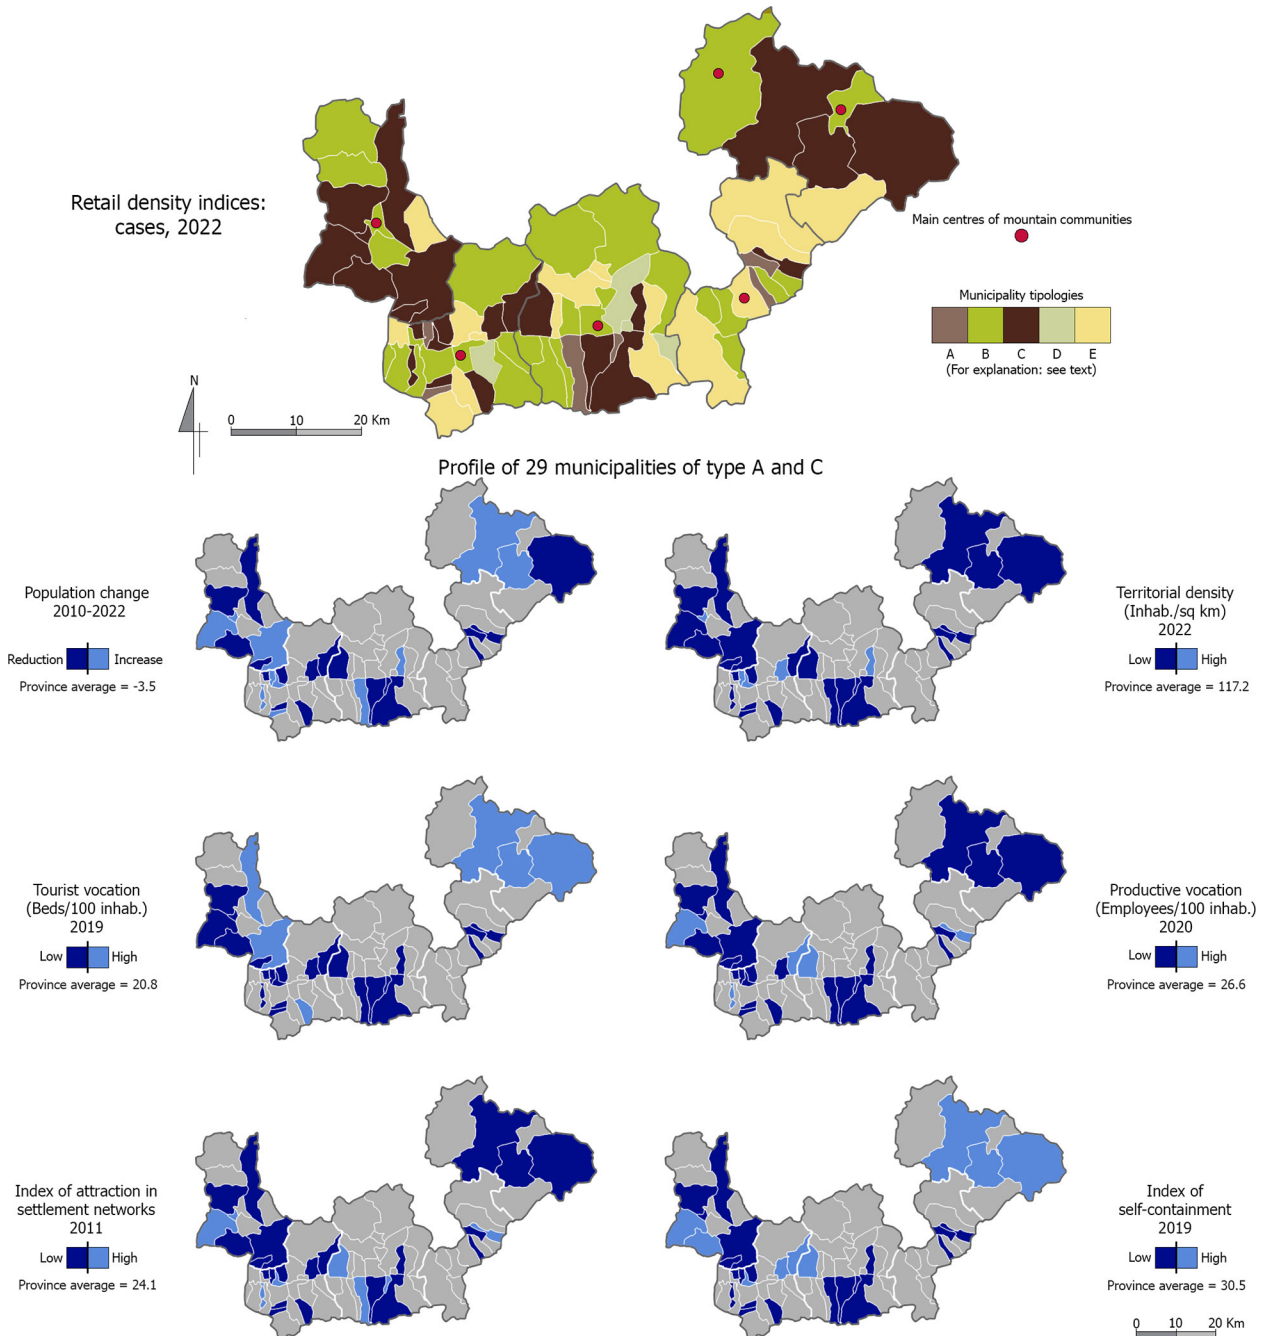 Retail density indices:
cases, 2022
Main centres of mountain communities
Municipality tipologies
A B C D E
(For explanation: see text)
N
0 10 20 Km
Profile of 29 municipalities of type A and C
Population change
2010-2022
Reduction Increase
Province average = -3.5
Territorial density
(Inhab./sq km)
2022
Low High
Province average = 117.2
Tourist vocation
(Beds/100 inhab.)
2019
Low High
Province average = 20.8
Productive vocation
(Employees/100 inhab.)
2020
Low High
Province average = 26.6
Index of attraction in
settlement networks
2011
Low High
Province average = 24.1
Index of
self-containment
2019
Low High
Province average = 30.5
0 10 20 Km